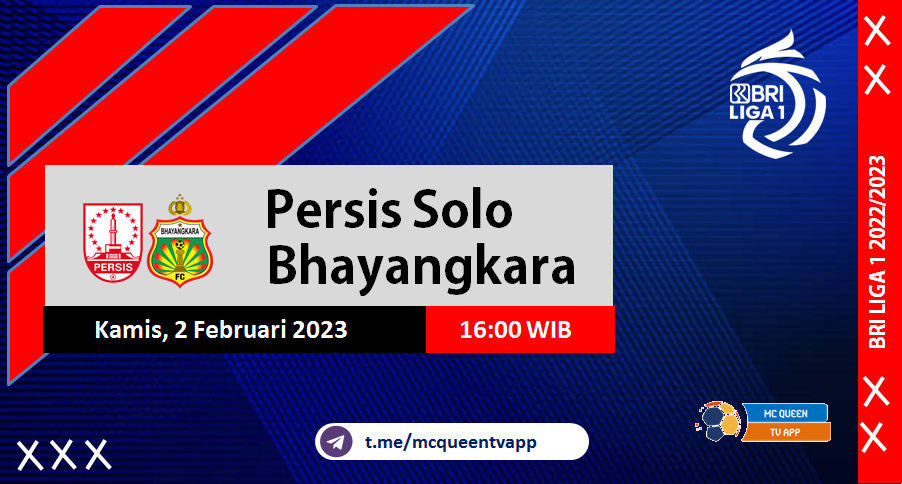 BRI
LIGA 1
PERSIS
BHAYANGKARA
FC
Persis Solo
Bhayangkara
Kamis, 2 Februari 2023
16:00 WIB
BRI LIGA 1 2022/2023
t.me/mcqueentvapp
MC QUEEN
TV APP
XXX